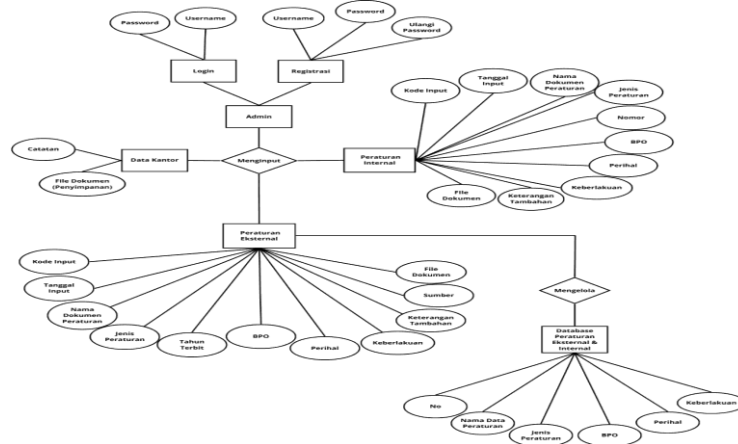 Password
Username
Username
Password
Ulangi
Password
Login
Registrasi
Admin
Kode Input
Tanggal
Input
Nama
Dokumen
Peraturan
Jenis
Peraturan
Nomor
BPO
Perihal
Keberlakuan
Keterangan
Tambahan
File
Dokumen
Catatan
File Dokumen
(Penyimpanan)
Data Kantor
Menginput
Peraturan
Internal
Peraturan
Eksternal
Kode Input
Tanggal
Input
Nama
Dokumen
Peraturan
Jenis
Peraturan
Tahun
Terbit
BPO
Perihal
Keberlakuan
Keterangan
Tambahan
Sumber
File
Dokumen
Mengelola
Database
Peraturan
Eksternal &
Internal
No
Nama Data
Peraturan
Jenis
Peraturan
BPO
Perihal
Keberlakuan